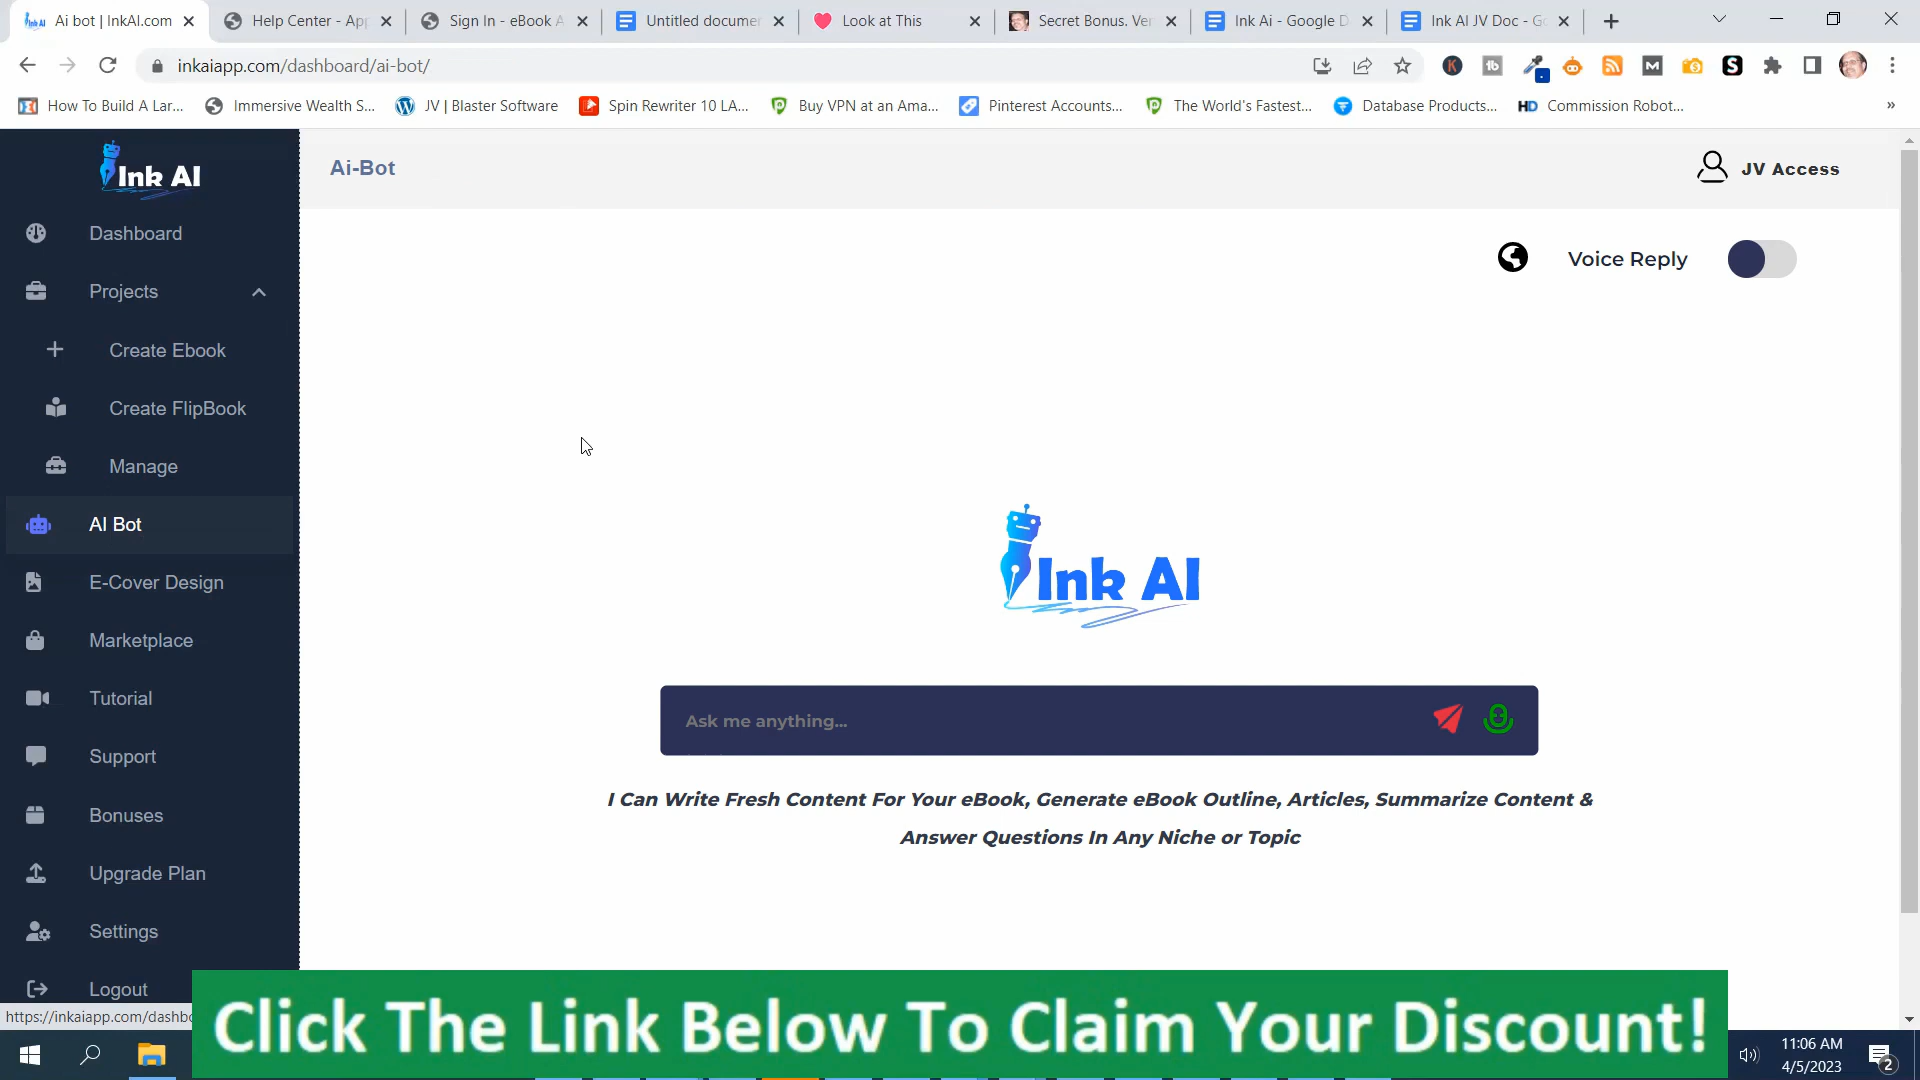 Ai bot | InkAI.com
Help Center - App
Sign In - eBook A
Untitled documen
Look at This
Secret Bonus. Ver
Ink Ai - Google D
Ink AI JV Doc - Go
inkaiapp.com/dashboard/ai-bot/
How To Build A Lar...
Immersive Wealth S...
JV | Blaster Software
Spin Rewriter 10 LA...
Buy VPN at an Ama...
Pinterest Accounts...
The World's Fastest...
Database Products...
HD Commission Robot...
»
Ink AI
Ai-Bot
JV Access
Dashboard
Voice Reply
Projects
Create Ebook
Create FlipBook
Manage
AI Bot
E-Cover Design
Marketplace
Tutorial
Support
Bonuses
Upgrade Plan
Settings
Logout
Ink AI
Ask me anything...
I Can Write Fresh Content For Your eBook, Generate eBook Outline, Articles, Summarize Content &
Answer Questions In Any Niche or Topic
https://inkaiapp.com/dashbo
Click The Link Below To Claim Your Discount!
11:06 AM
4/5/2023
2